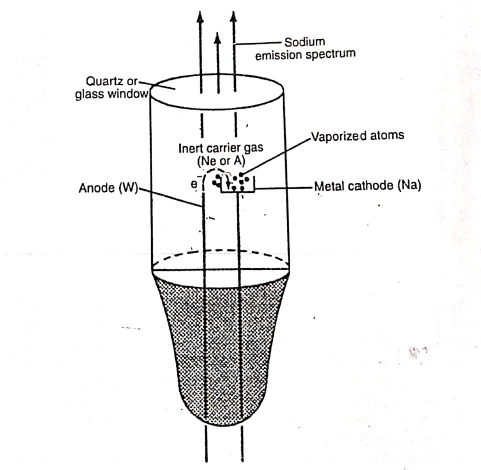 Sodium
emission spectrum
Quartz or
glass window
Inert carrier gas
(Ne or A)
Vaporized atoms
e⁻
Anode (W)
Metal cathode (Na)